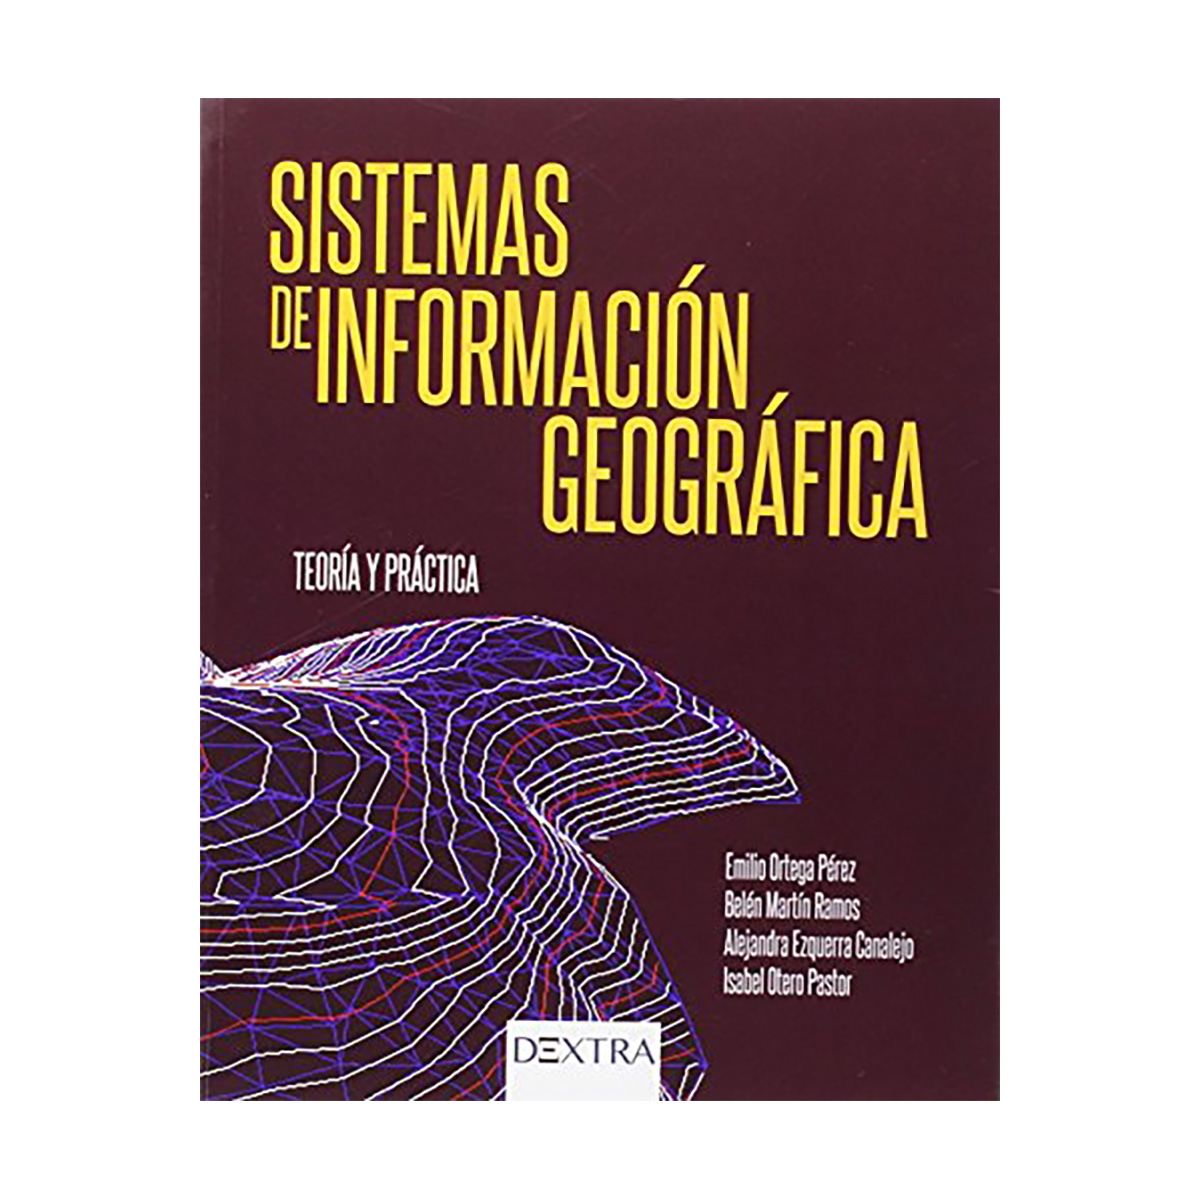 SISTEMAS
DE INFORMACIÓN
GEOGRÁFICA
TEORÍA Y PRÁCTICA
Emilio Ortega Pérez
Belén Martín Ramos
Alejandra Ezquerra Canalejo
Isabel Otero Pastor
DEXTRA